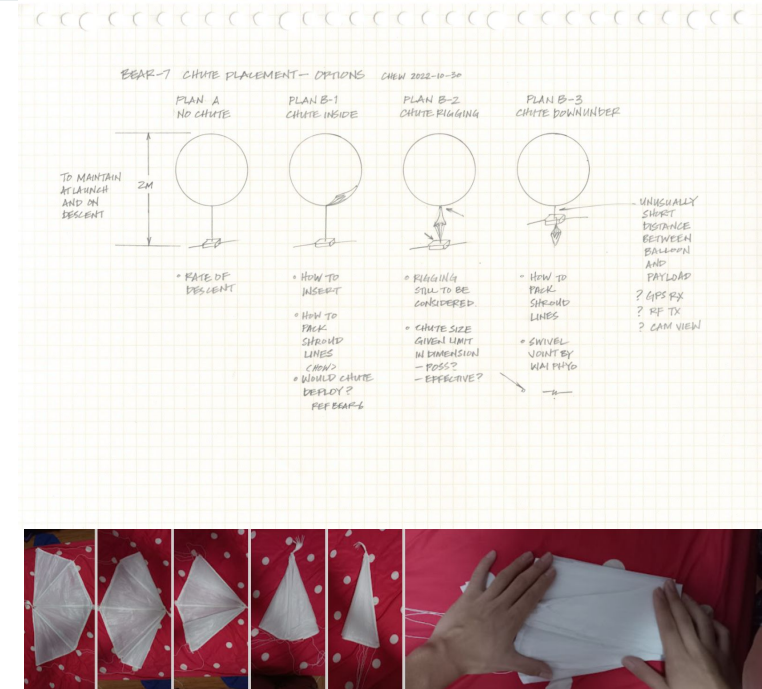 BEAR-7 CHUTE PLACEMENT - OPTIONS CHEW 2022-10-30
PLAN A
NO CHUTE
PLAN B-1
CHUTE INSIDE
PLAN B-2
CHUTE RIGGING
PLAN B-3
CHUTE DOWNUNDER
TO MAINTAIN
AT LAUNCH
AND ON
DESCENT
2M
• RATE OF
DESCENT
• HOW TO
INSERT
• HOW TO
PACK
SHROUD
LINES
• WOULD CHUTE
DEPLOY?
REF BEAR6
• RIGGING
STILL TO BE
CONSIDERED
• CHUTE SIZE
GIVEN LIMIT
IN DIMENSION
- POSS?
- EFFECTIVE?
• HOW TO
PACK
SHROUD
LINES
• SWIVEL
JOINT BY
WAI PHYO
UNUSUALLY
SHORT
DISTANCE
BETWEEN
BALLOON
AND
PAYLOAD
? GPS RX
? RF TX
? CAM VIEW